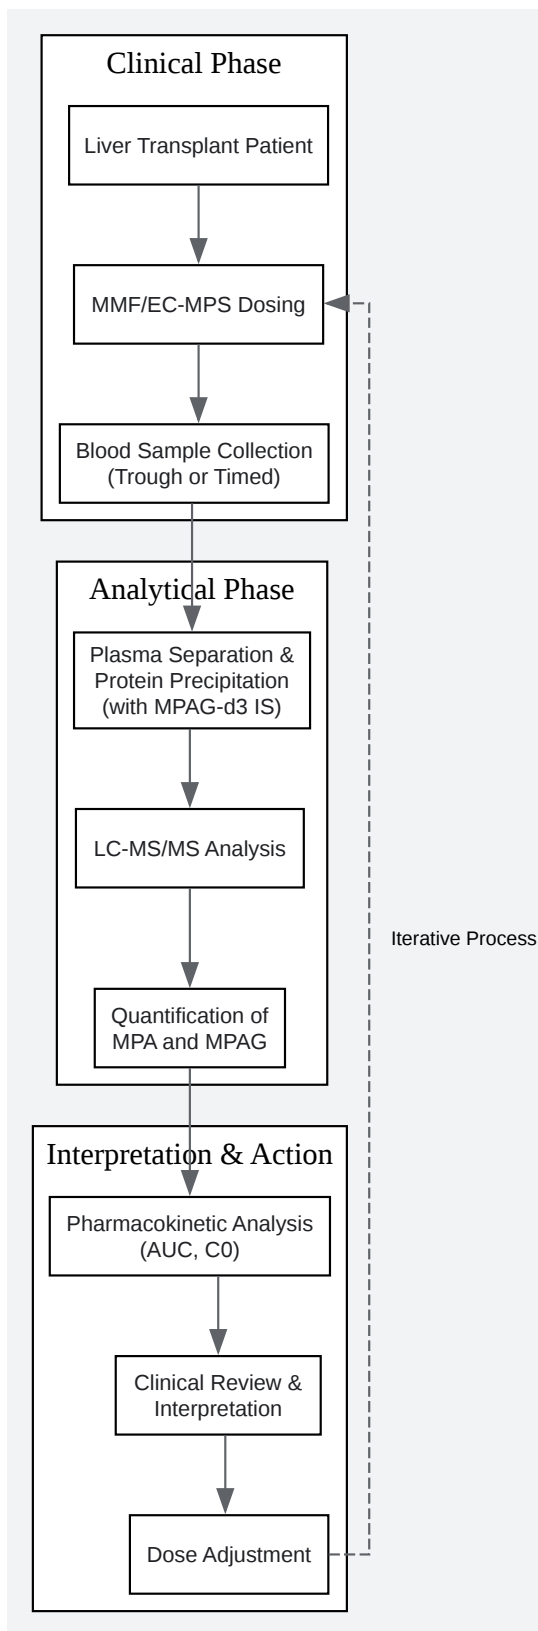 Clinical Phase
Liver Transplant Patient
MMF/EC-MPS Dosing
Blood Sample Collection
(Trough or Timed)
Analytical Phase
Plasma Separation &
Protein Precipitation
(with MPAG-d3 IS)
LC-MS/MS Analysis
Iterative Process
Quantification of
MPA and MPAG
Interpretation & Action
Pharmacokinetic Analysis
(AUC, C0)
Clinical Review &
Interpretation
Dose Adjustment